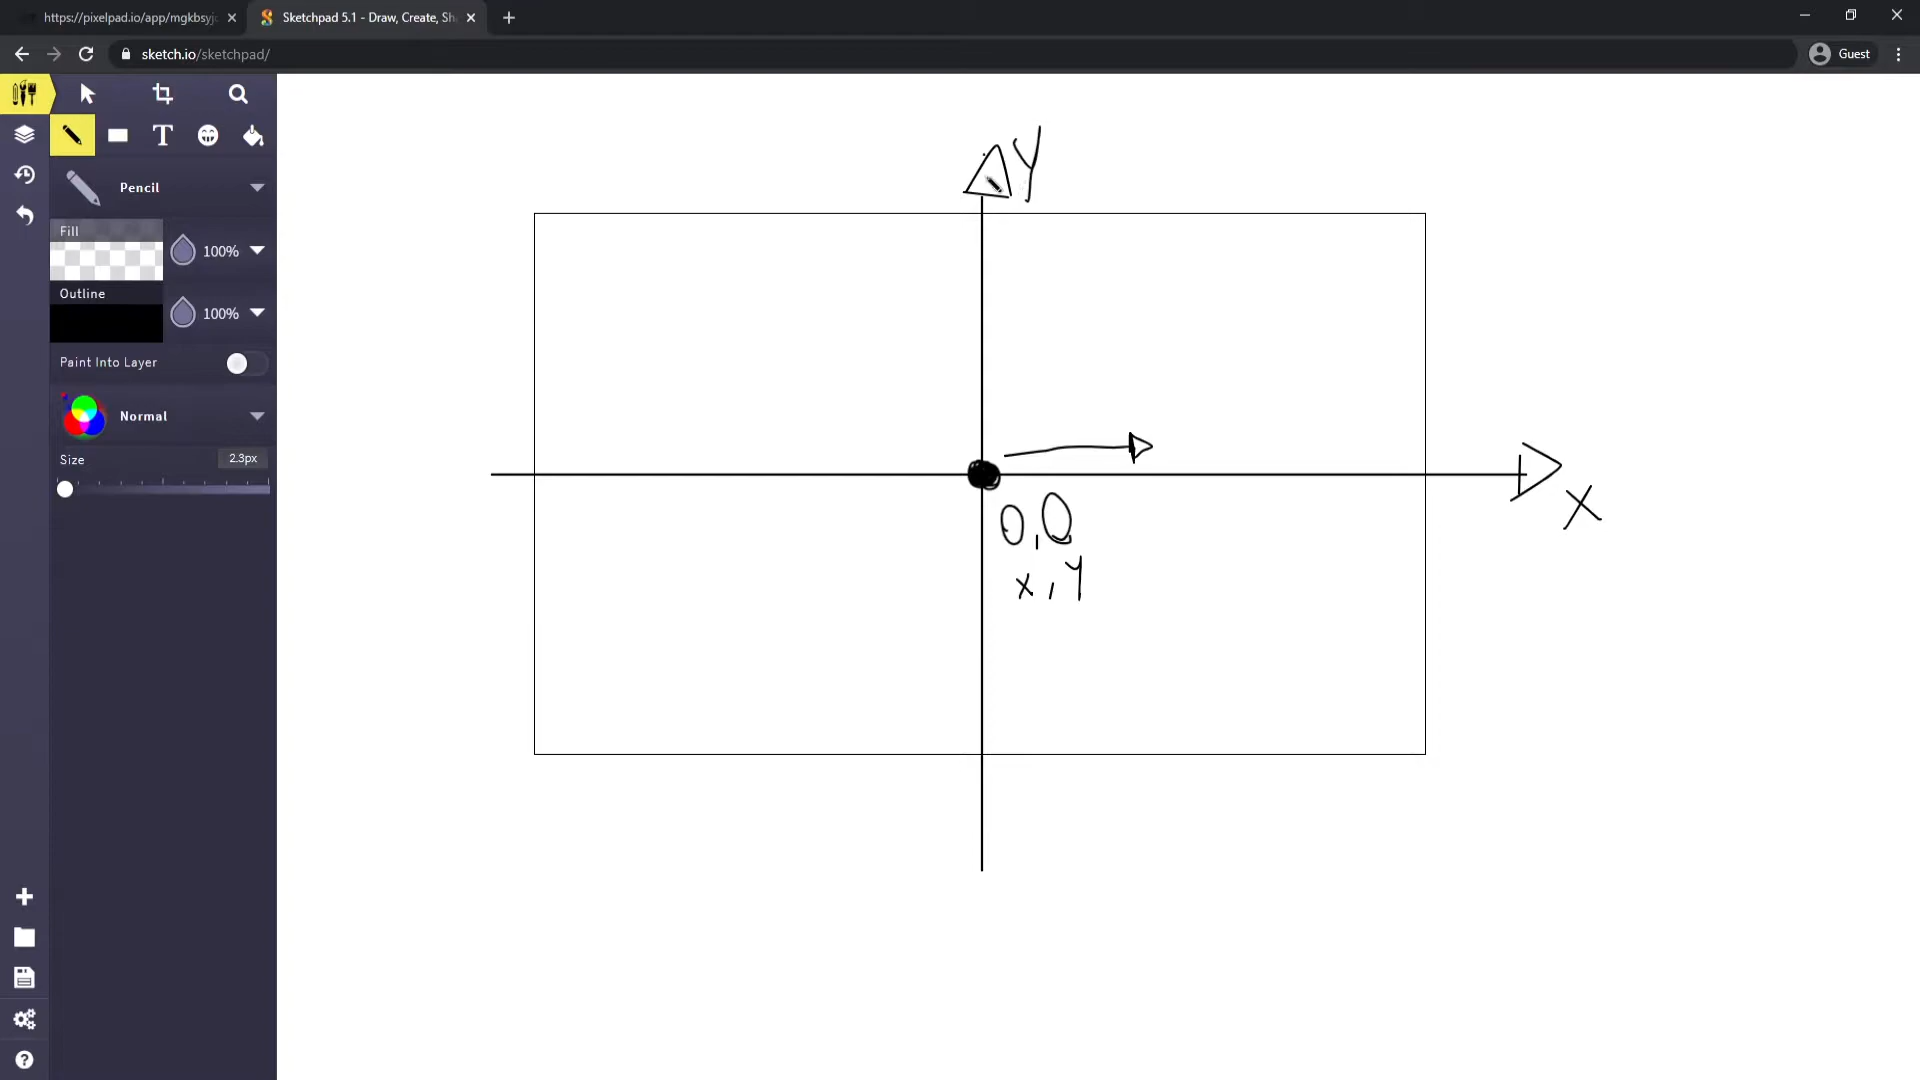 https://pixelpad.io/app/mgkbsyj
Sketchpad 5.1 - Draw, Create, Sh
sketch.io/sketchpad/
Guest
T
Pencil
Fill
100%
Outline
100%
Paint Into Layer
Normal
Size
2.3px
Y
0,0
x,y
X